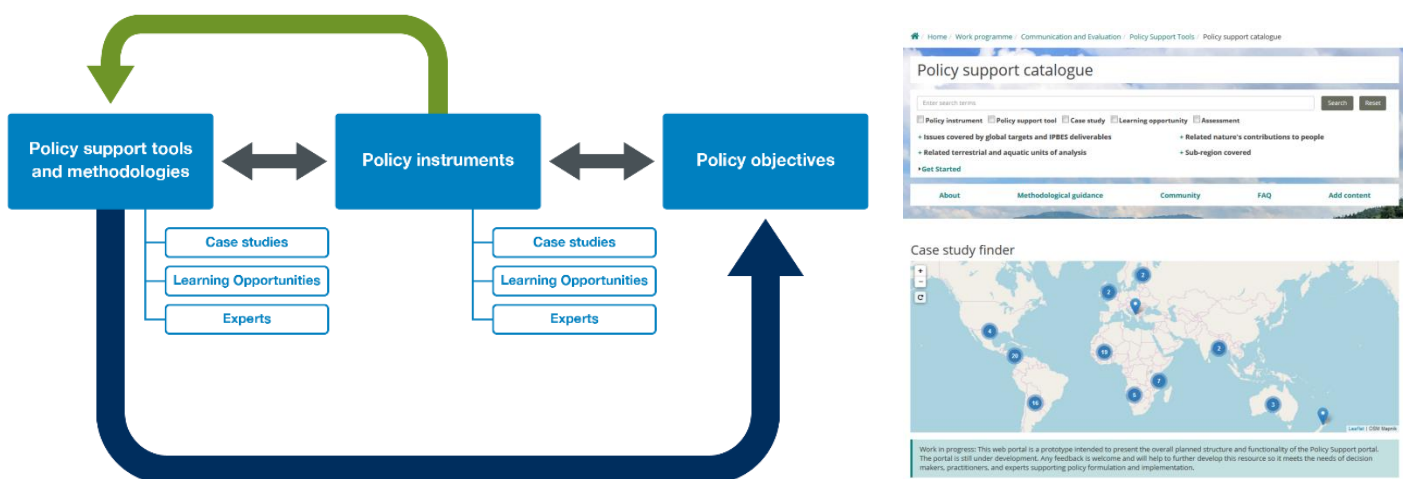 Policy support tools
and methodologies
Policy instruments
Policy objectives
Case studies
Learning Opportunities
Experts
Case studies
Learning Opportunities
Experts
Home / Work programme / Communication and Evaluation / Policy Support Tools / Policy support catalogue
Policy support catalogue
Enter search terms
Search
Reset
Policy instrument Policy support tool Case study Learning opportunity Assessment
+ Issues covered by global targets and IPBES deliverables
+ Related nature's contributions to people
+ Related terrestrial and aquatic units of analysis
+ Sub-region covered
Get Started
About
Methodological guidance
Community
FAQ
Add content
Case study finder
+
−
2
2
4
20
2
7
16
3
Leaflet | OSM Mapnik
Work in progress: This web portal is a prototype intended to present the overall planned structure and functionality of the Policy Support portal.
The portal is still under development. Any feedback is welcome and will help to further develop this resource so it meets the needs of decision
makers, practitioners, and experts supporting policy formulation and implementation.